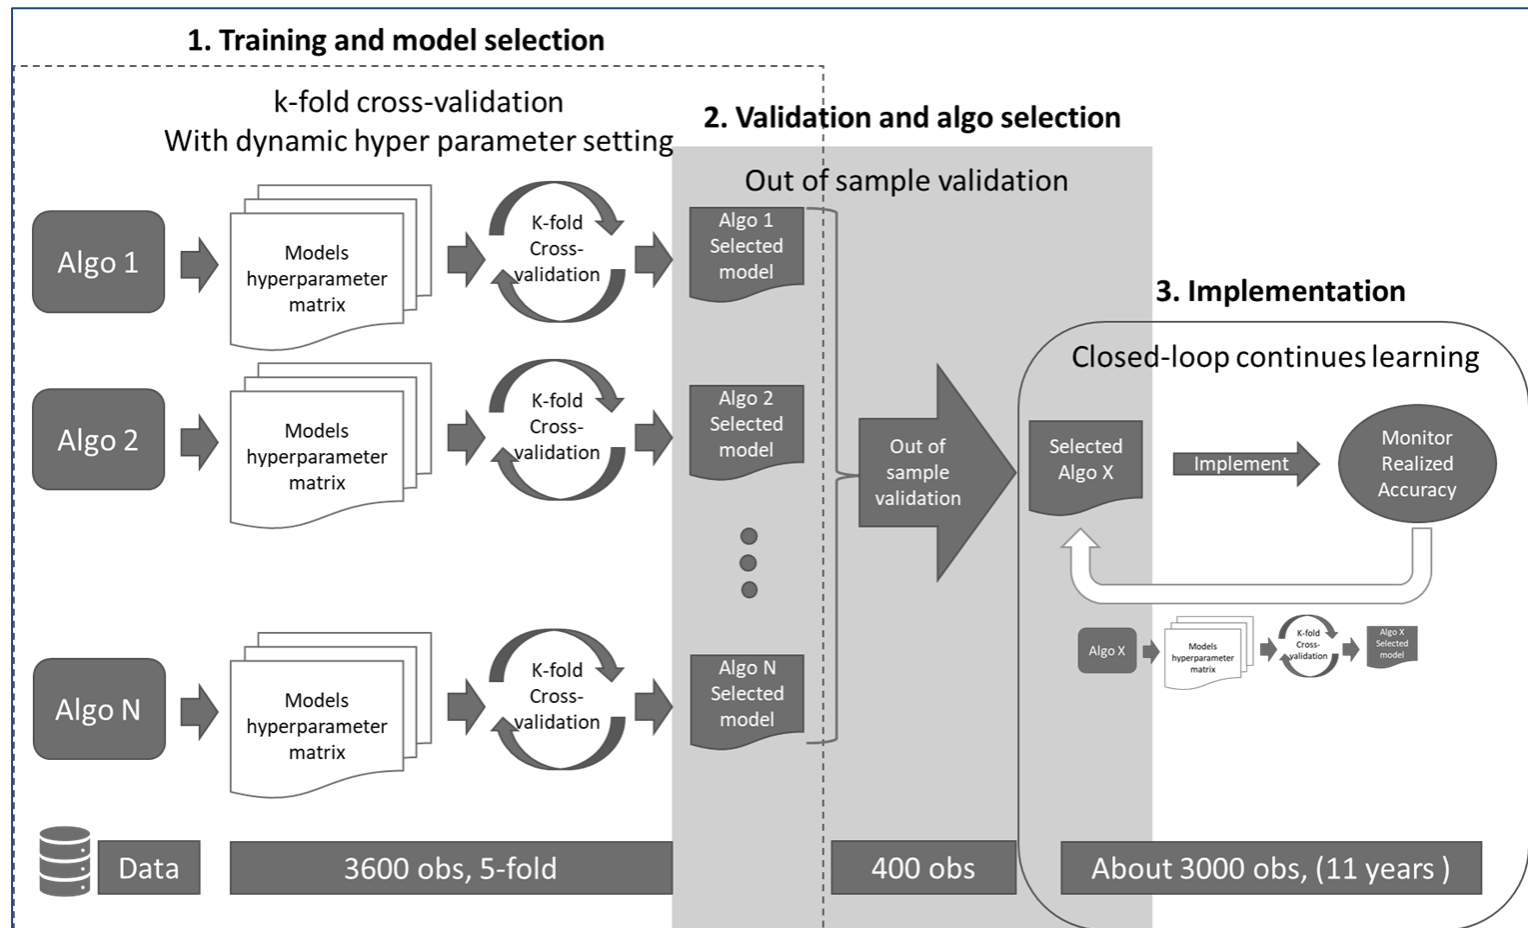 1. Training and model selection
k-fold cross-validation
With dynamic hyper parameter setting
2. Validation and algo selection
Out of sample validation
Algo 1
Models
hyperparameter
matrix
K-fold
Cross-
validation
Algo 1
Selected
model
Algo 2
Models
hyperparameter
matrix
K-fold
Cross-
validation
Algo 2
Selected
model
Algo N
Models
hyperparameter
matrix
K-fold
Cross-
validation
Algo N
Selected
model
Out of
sample
validation
3. Implementation
Closed-loop continues learning
Selected
Algo X
Implement
Monitor
Realized
Accuracy
Algo X
Models
hyperparameter
matrix
K-fold
Cross-
validation
Algo X
Selected
model
Data
3600 obs, 5-fold
400 obs
About 3000 obs, (11 years )